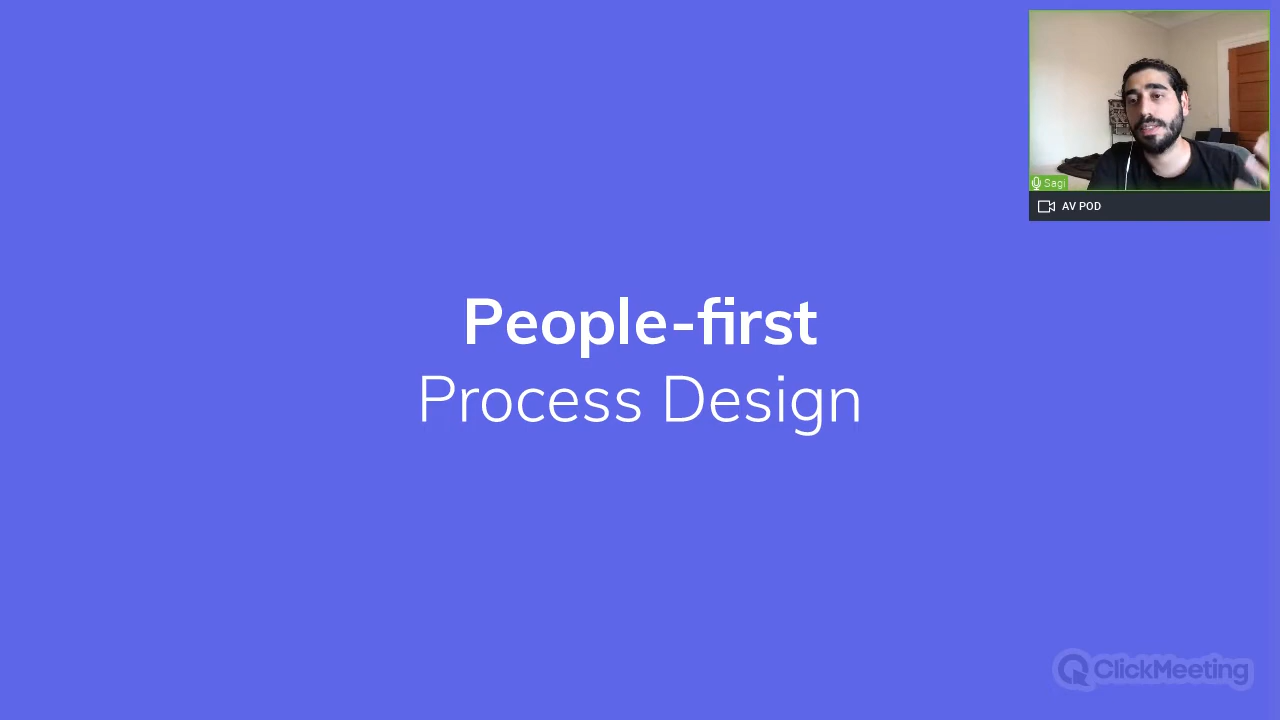 Sagi
AV POD
People-first
Process Design
ClickMeeting